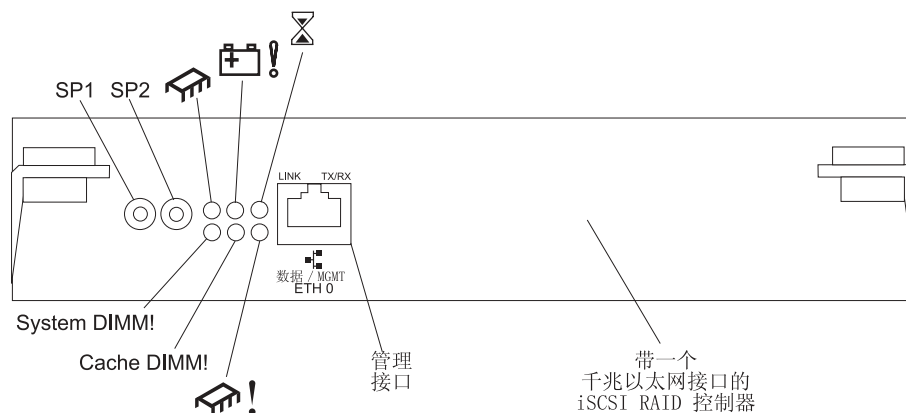 SP1 SP2
LINK TX/RX
数据 / MGMT
ETH 0
System DIMM!
Cache DIMM!
管理
接口
带一个
千兆以太网接口的
iSCSI RAID 控制器